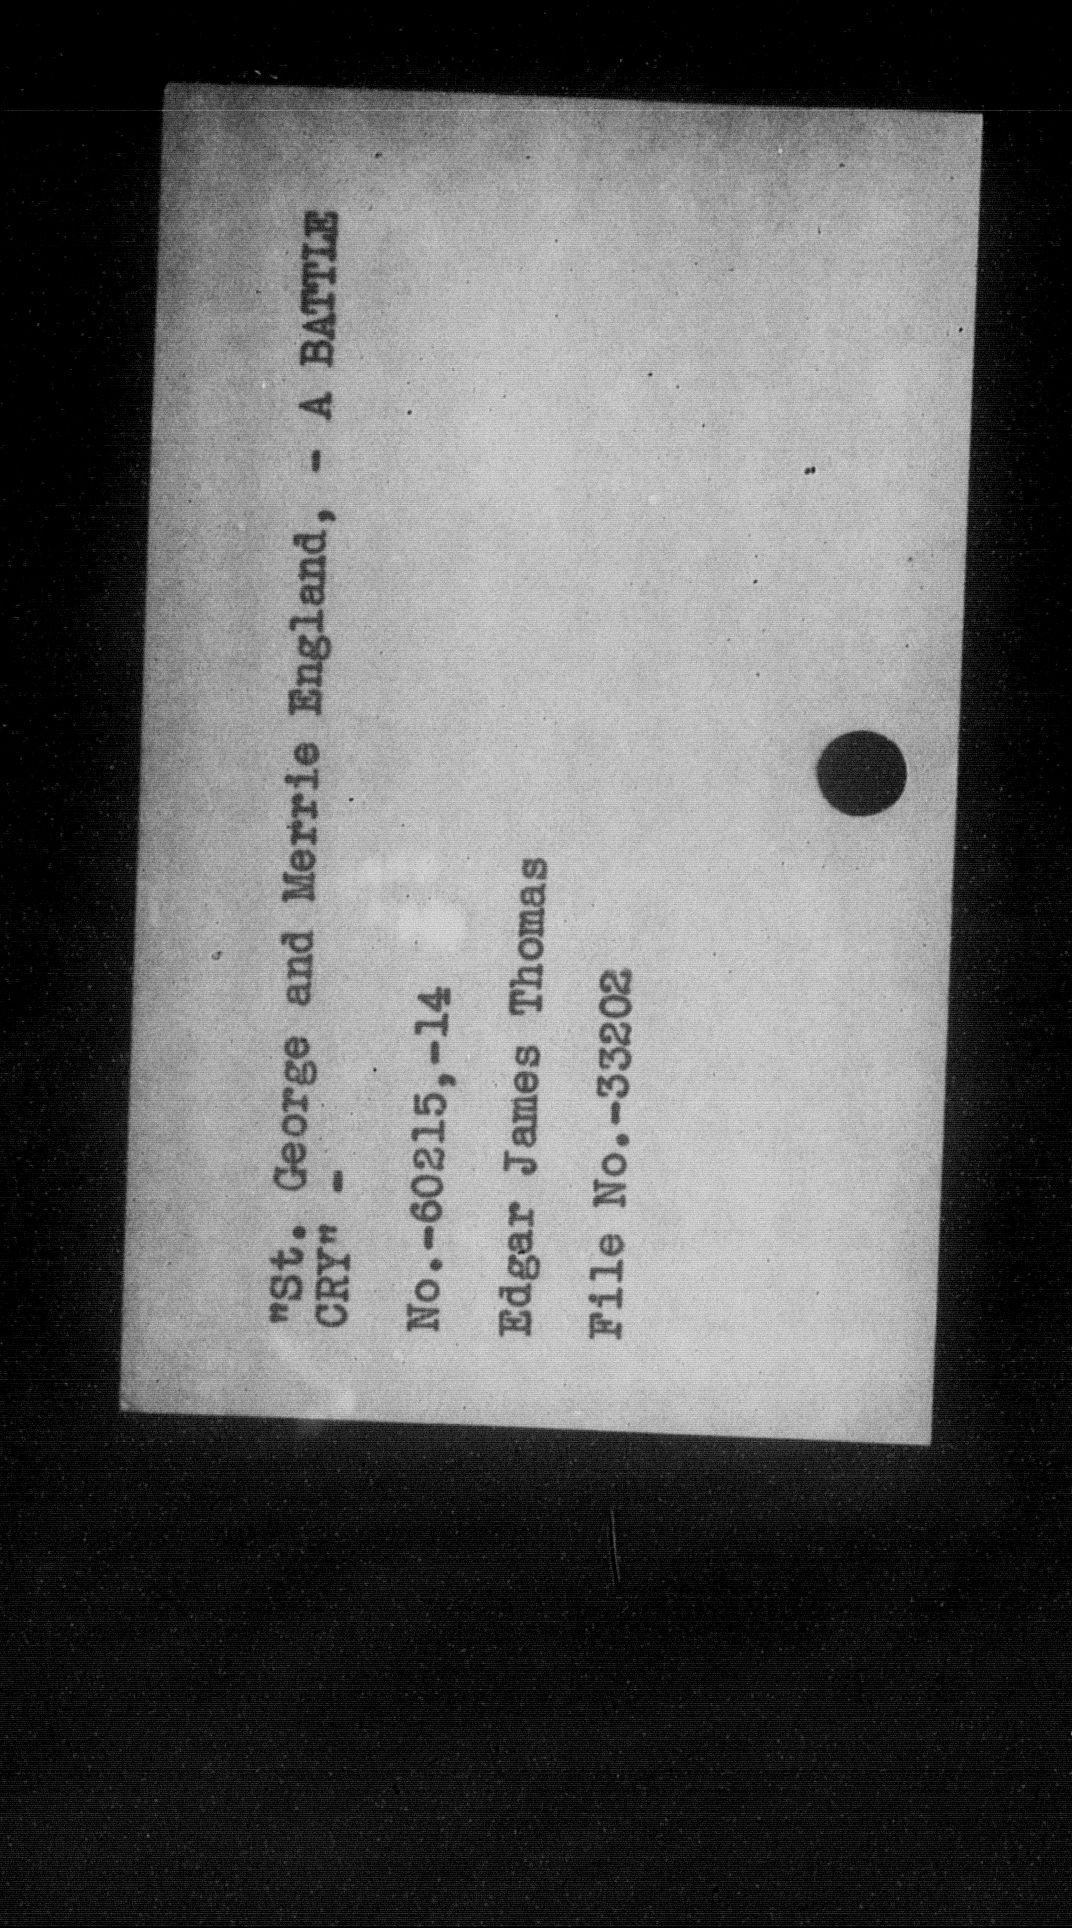 "St. George and Merrie England, - A BATTLE
CRY" -
No.-60215,-14
Edgar James Thomas
File No.-33202